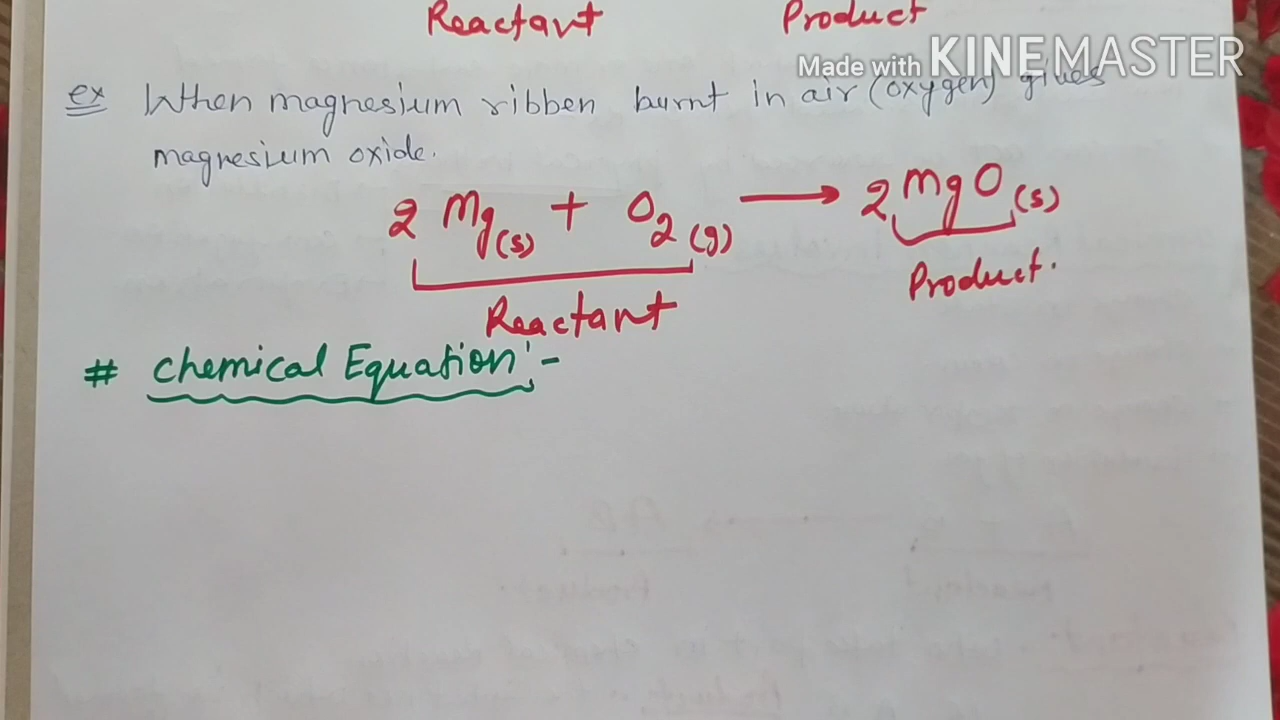 Reactant Product
Made with KINEMASTER
ex When magnesium ribben burnt in air (oxygen) gives
magnesium oxide.
2 Mg(s) + O2(g) ⟶ 2 MgO(s)
Reactant Product.
# Chemical Equation :-